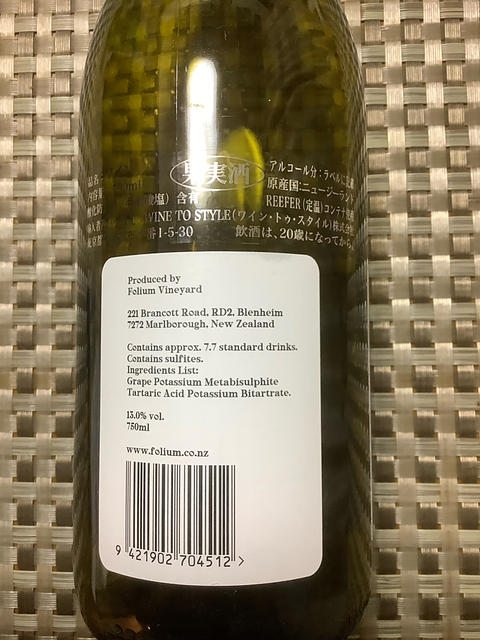 果実酒
アルコール分：ラベルに
原産国：ニュージーランド
含有
REEFER(定温)コンテナ
WINE TO STYLE(ワイン・トゥ・スタイル)株式会
1-5-30
飲酒は、20歳になってから。
Produced by
Folium Vineyard
221 Brancott Road, RD2, Blenheim
7272 Marlborough, New Zealand
Contains approx. 7.7 standard drinks.
Contains sulfites.
Ingredients List:
Grape Potassium Metabisulphite
Tartaric Acid Potassium Bitartrate.
13.0% vol.
750ml
www.folium.co.nz
9 421902 704512 >